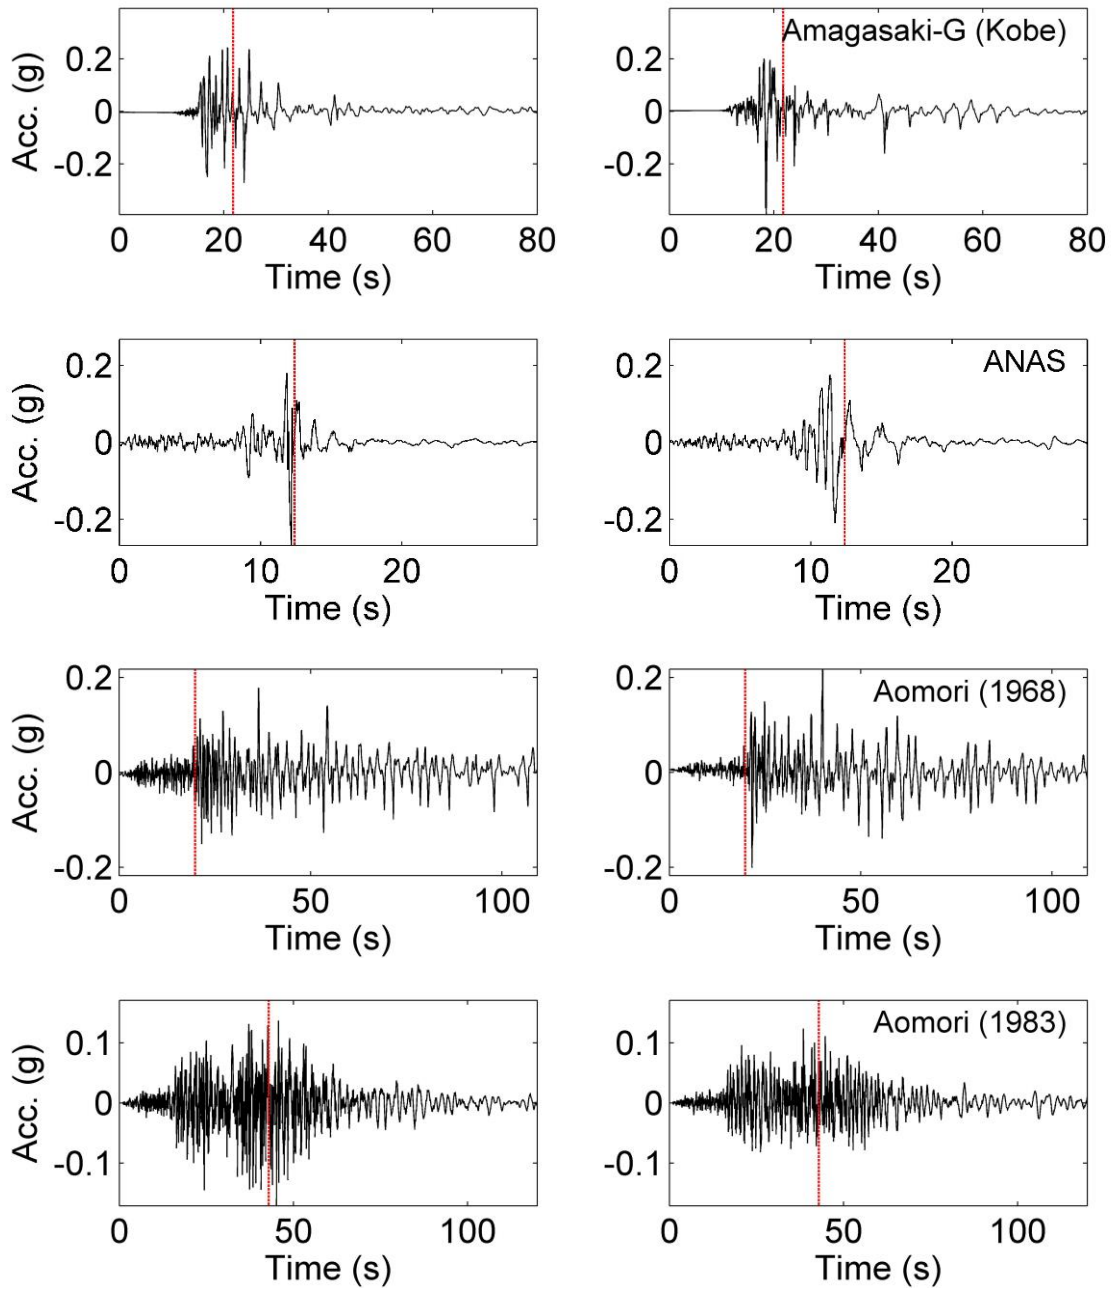 Acc. (g)
0.2
0
-0.2
0 20 40 60 80
Time (s)
Amagasaki-G (Kobe)
0.2
0
-0.2
0 20 40 60 80
Time (s)
Acc. (g)
0.2
0
-0.2
0 10 20
Time (s)
ANAS
0.2
0
-0.2
0 10 20
Time (s)
Acc. (g)
0.2
0
-0.2
0 50 100
Time (s)
Aomori (1968)
0.2
0
-0.2
0 50 100
Time (s)
Acc. (g)
0.1
0
-0.1
0 50 100
Time (s)
Aomori (1983)
0.1
0
-0.1
0 50 100
Time (s)